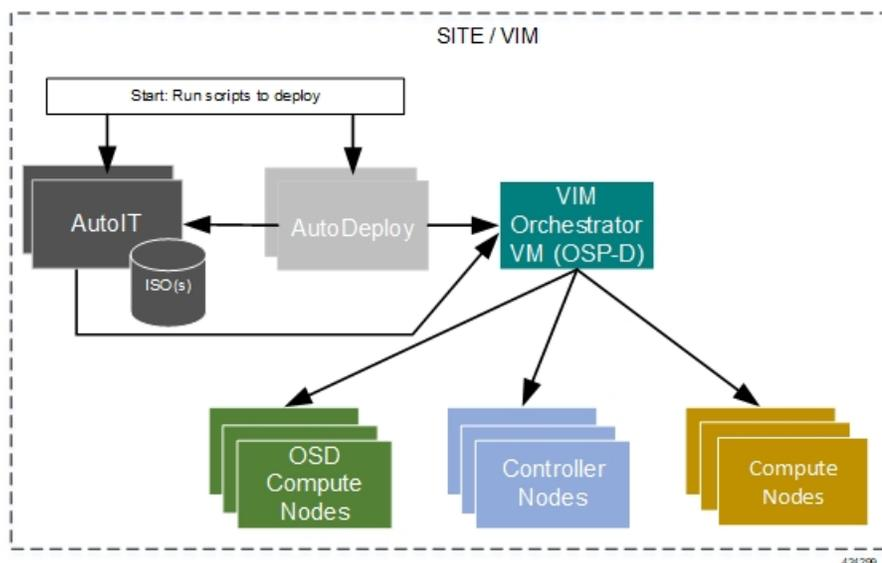 SITE / VIM
Start: Run scripts to deploy
AutoIT
ISO(s)
AutoDeploy
VIM
Orchestrator
VM (OSP-D)
OSD
Compute
Nodes
Controller
Nodes
Compute
Nodes